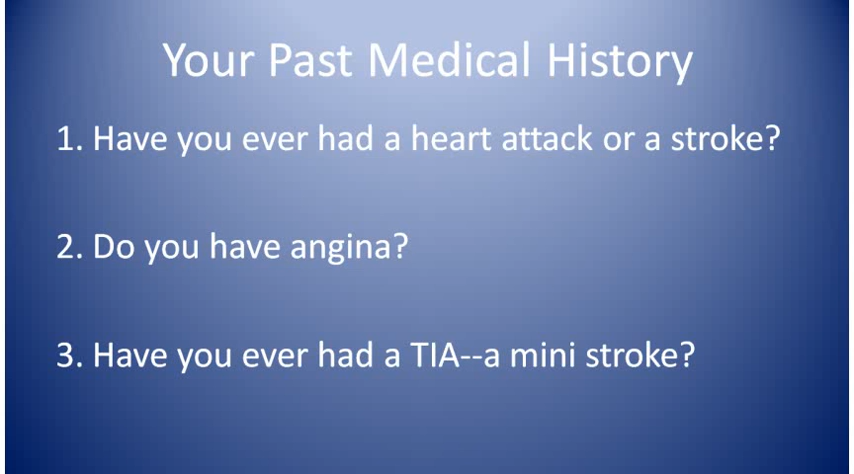 Your Past Medical History
1. Have you ever had a heart attack or a stroke?
2. Do you have angina?
3. Have you ever had a TIA--a mini stroke?